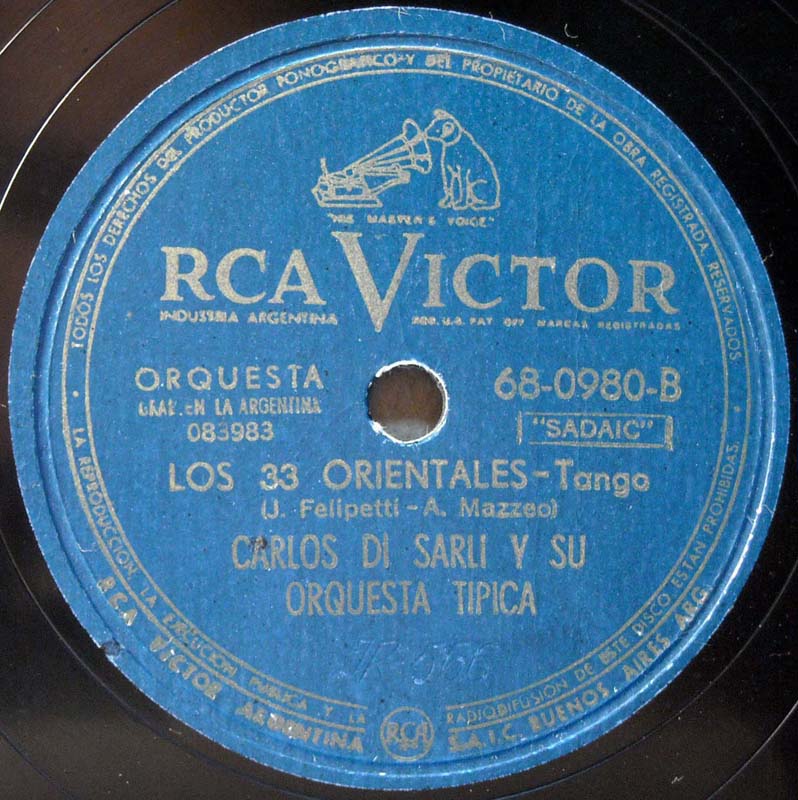 TODOS LOS DERECHOS DEL PRODUCTOR FONOGRAFICO Y DEL PROPIETARIO DE LA OBRA REGISTRADA, RESERVADOS
"HIS MASTER'S VOICE"
RCA VICTOR
INDUSTRIA ARGENTINA
REG. U.S. PAT OFF MARCAS REGISTRADAS
ORQUESTA
GRAB. EN LA ARGENTINA
083983
68-0980-B
"SADAIC"
LOS 33 ORIENTALES-Tango
(J. Felipetti-A. Mazzeo)
CARLOS DI SARLI Y SU
ORQUESTA TIPICA
LA REPRODUCCION, LA EJECUCION PUBLICA Y LA RADIODIFUSION DE ESTE DISCO ESTAN PROHIBIDAS.
RCA VICTOR ARGENTINA RCA S.A.I.C. BUENOS AIRES ARG.